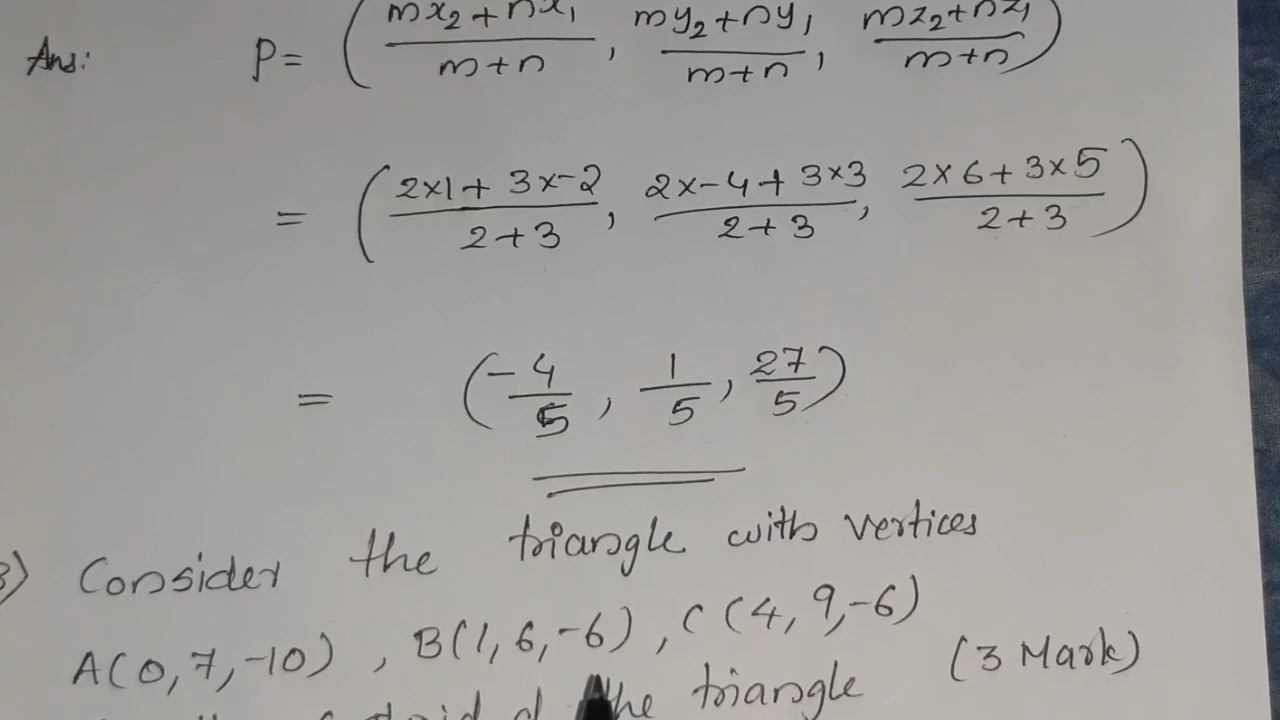 Ans: P = ( mx₂+nx₁ / m+n , my₂+ny₁ / m+n , mz₂+nz₁ / m+n )
= ( 2×1+ 3×-2 / 2+3 , 2×-4+ 3×3 / 2+3 , 2×6+3×5 / 2+3 )
= ( -4/5 , 1/5 , 27/5 )
3) Consider the triangle with vertices
A(0,7,-10) , B(1,6,-6) , C(4,9,-6)
the triangle (3 Mark)